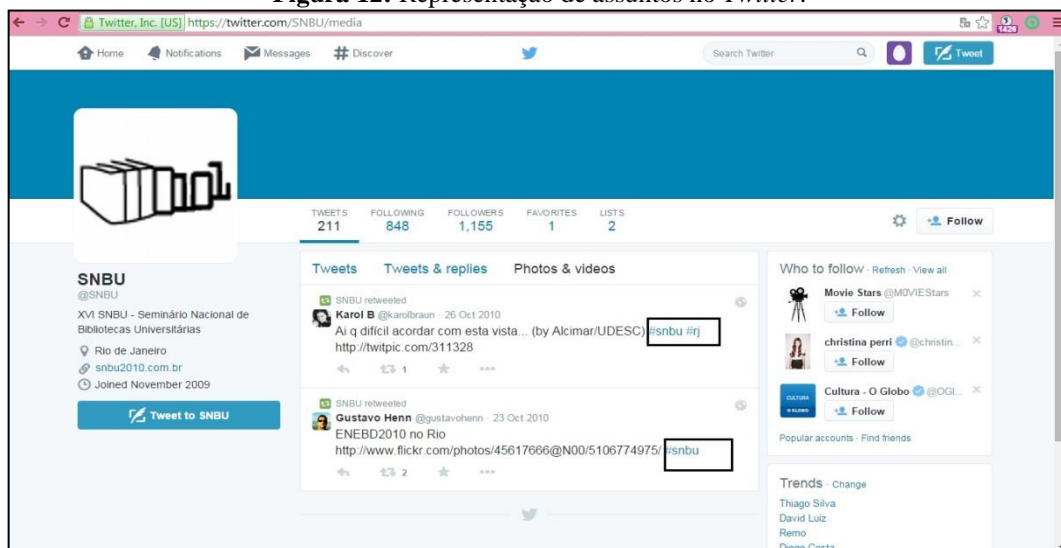 Figura 12: Representação de assuntos no Twitter.
Twitter, Inc. [US] https://twitter.com/SNBU/media
Home Notifications Messages # Discover Search Twitter Tweet
TWEETS FOLLOWING FOLLOWERS FAVORITES LISTS
211 848 1,155 1 2
Follow
SNBU
@SNBU
XVI SNBU - Seminário Nacional de
Bibliotecas Universitárias
Rio de Janeiro
snbu2010.com.br
Joined November 2009
Tweet to SNBU
Tweets Tweets & replies Photos & videos
SNBU retweeted
Karol B @karolbraun · 26 Oct 2010
Ai q difícil acordar com esta vista... (by Alcimar/UDESC) #snbu #rj
http://twitpic.com/311328
1
SNBU retweeted
Gustavo Henn @gustavohenn · 23 Oct 2010
ENEBD2010 no Rio
http://www.flickr.com/photos/45617666@N00/5106774975/ #snbu
2
Who to follow · Refresh · View all
Movie Stars @M0VIEStars
Follow
christina perri @christin...
Follow
CULTURA
O GLOBO
Cultura - O Globo @OGl...
Follow
Popular accounts · Find friends
Trends · Change
Thiago Silva
David Luiz
Remo
Diego Costa